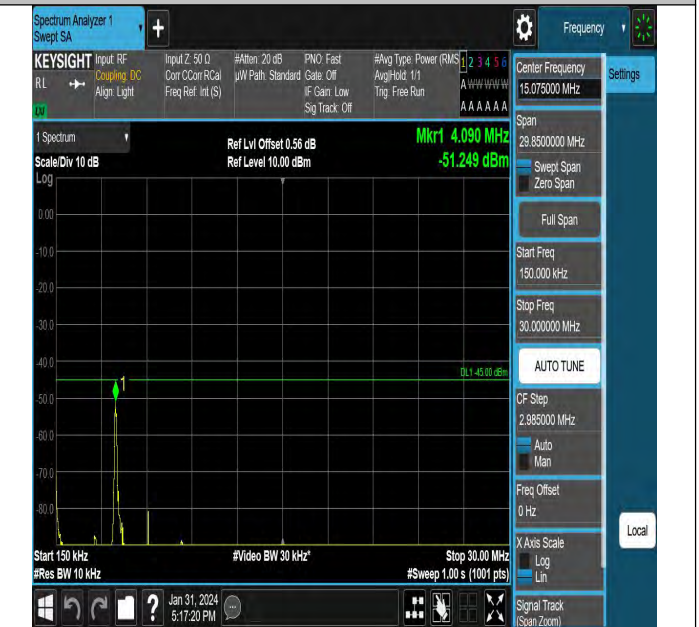 Spectrum Analyzer 1
Swept SA
Frequency
KEYSIGHT
RL
Input: RF
Coupling: DC
Align: Light
Input Z: 50 Ω
Corr CCorr RCal
Freq Ref: Int (S)
#Atten: 20 dB
µW Path: Standard
PNO: Fast
Gate: Off
IF Gain: Low
Sig Track: Off
#Avg Type: Power (RMS
Avg|Hold: 1/1
Trig: Free Run
1 2 3 4 5 6
A W W W W W
A A A A A A
1 Spectrum
Scale/Div 10 dB
Log
Ref Lvl Offset 0.56 dB
Ref Level 10.00 dBm
Mkr1 4.090 MHz
-51.249 dBm
0.00
-10.0
-20.0
-30.0
-40.0
-50.0
-60.0
-70.0
-80.0
1
DL1 -45.00 dBm
Start 150 kHz
#Res BW 10 kHz
#Video BW 30 kHz*
Stop 30.00 MHz
#Sweep 1.00 s (1001 pts)
Center Frequency
15.075000 MHz
Settings
Span
29.8500000 MHz
Swept Span
Zero Span
Full Span
Start Freq
150.000 kHz
Stop Freq
30.000000 MHz
AUTO TUNE
CF Step
2.985000 MHz
Auto
Man
Freq Offset
0 Hz
X Axis Scale
Log
Lin
Local
Signal Track
(Span Zoom)
?
Jan 31, 2024
5:17:20 PM